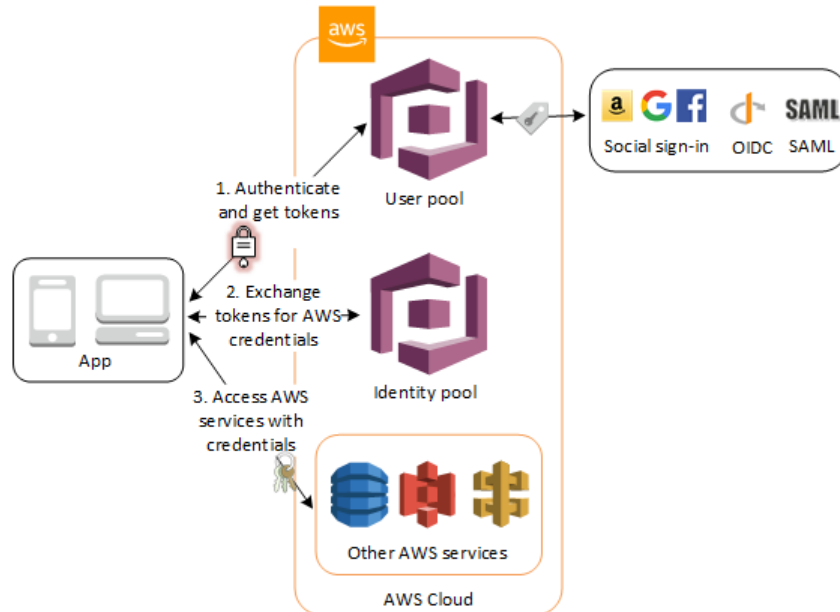 aws
a
G
f
SAML
Social sign-in
OIDC
SAML
1. Authenticate
and get tokens
User pool
2. Exchange
tokens for AWS
credentials
App
Identity pool
3. Access AWS
services with
credentials
Other AWS services
AWS Cloud